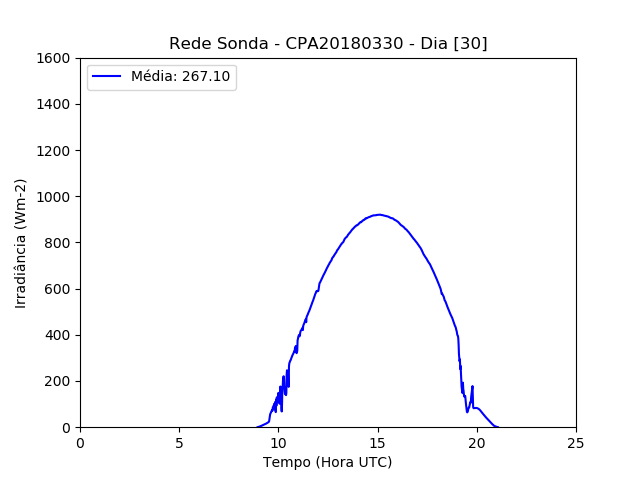 Rede Sonda - CPA20180330 - Dia [30]
Média: 267.10
1600
1400
1200
1000
800
600
400
200
0
Irradiância (Wm-2)
0 5 10 15 20 25
Tempo (Hora UTC)